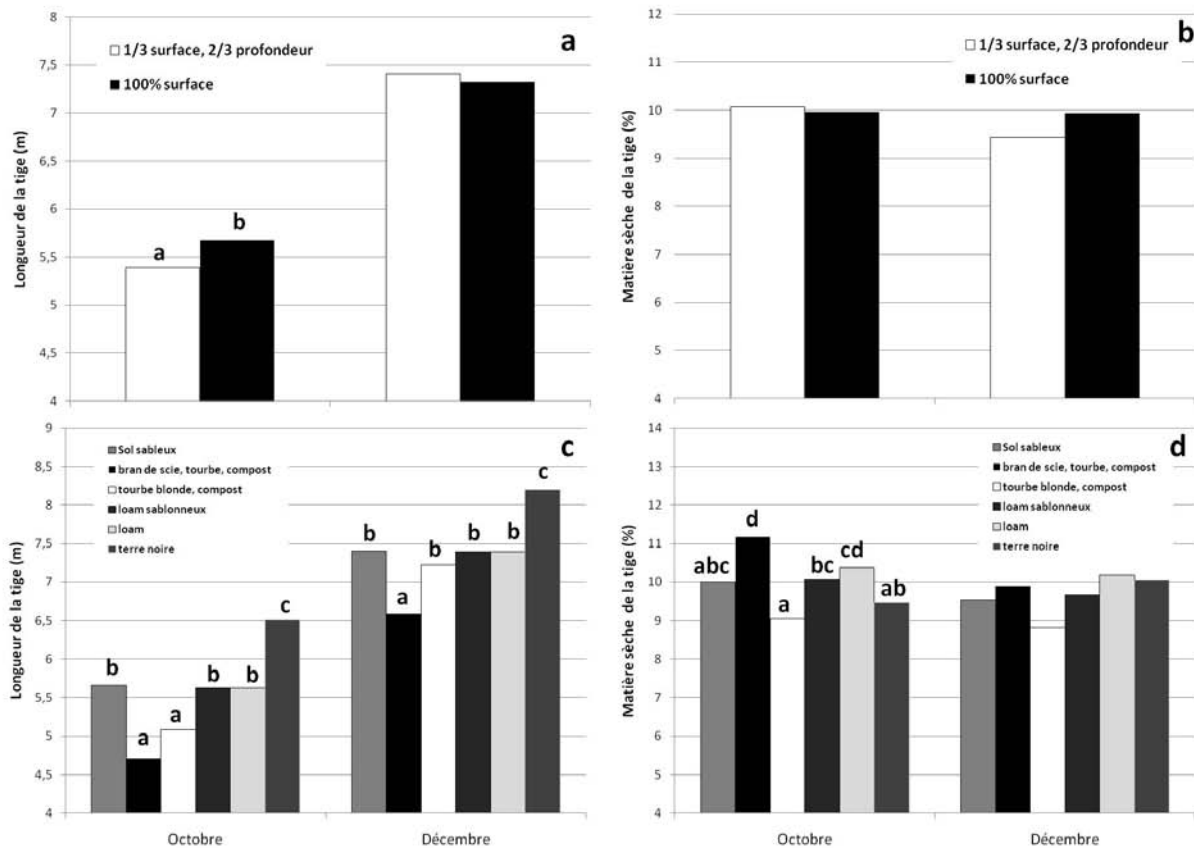 a
1/3 surface, 2/3 profondeur
100% surface
Longueur de la tige (m)
8
7,5
7
6,5
6
5,5
5
4,5
4
a
b
b
1/3 surface, 2/3 profondeur
100% surface
Matière sèche de la tige (%)
12
11
10
9
8
7
6
5
4
Octobre
Décembre
c
Sol sableux
bran de scie, tourbe, compost
tourbe blonde, compost
loam sablonneux
loam
terre noire
Longueur de la tige (m)
9
8,5
8
7,5
7
6,5
6
5,5
5
4,5
4
b
a
a
b
b
c
b
a
b
b
b
c
Octobre
Décembre
d
Sol sableux
bran de scie, tourbe, compost
tourbe blonde, compost
loam sablonneux
loam
terre noire
Matière sèche de la tige (%)
14
13
12
11
10
9
8
7
6
5
4
abc
d
a
bc
cd
ab
Octobre
Décembre